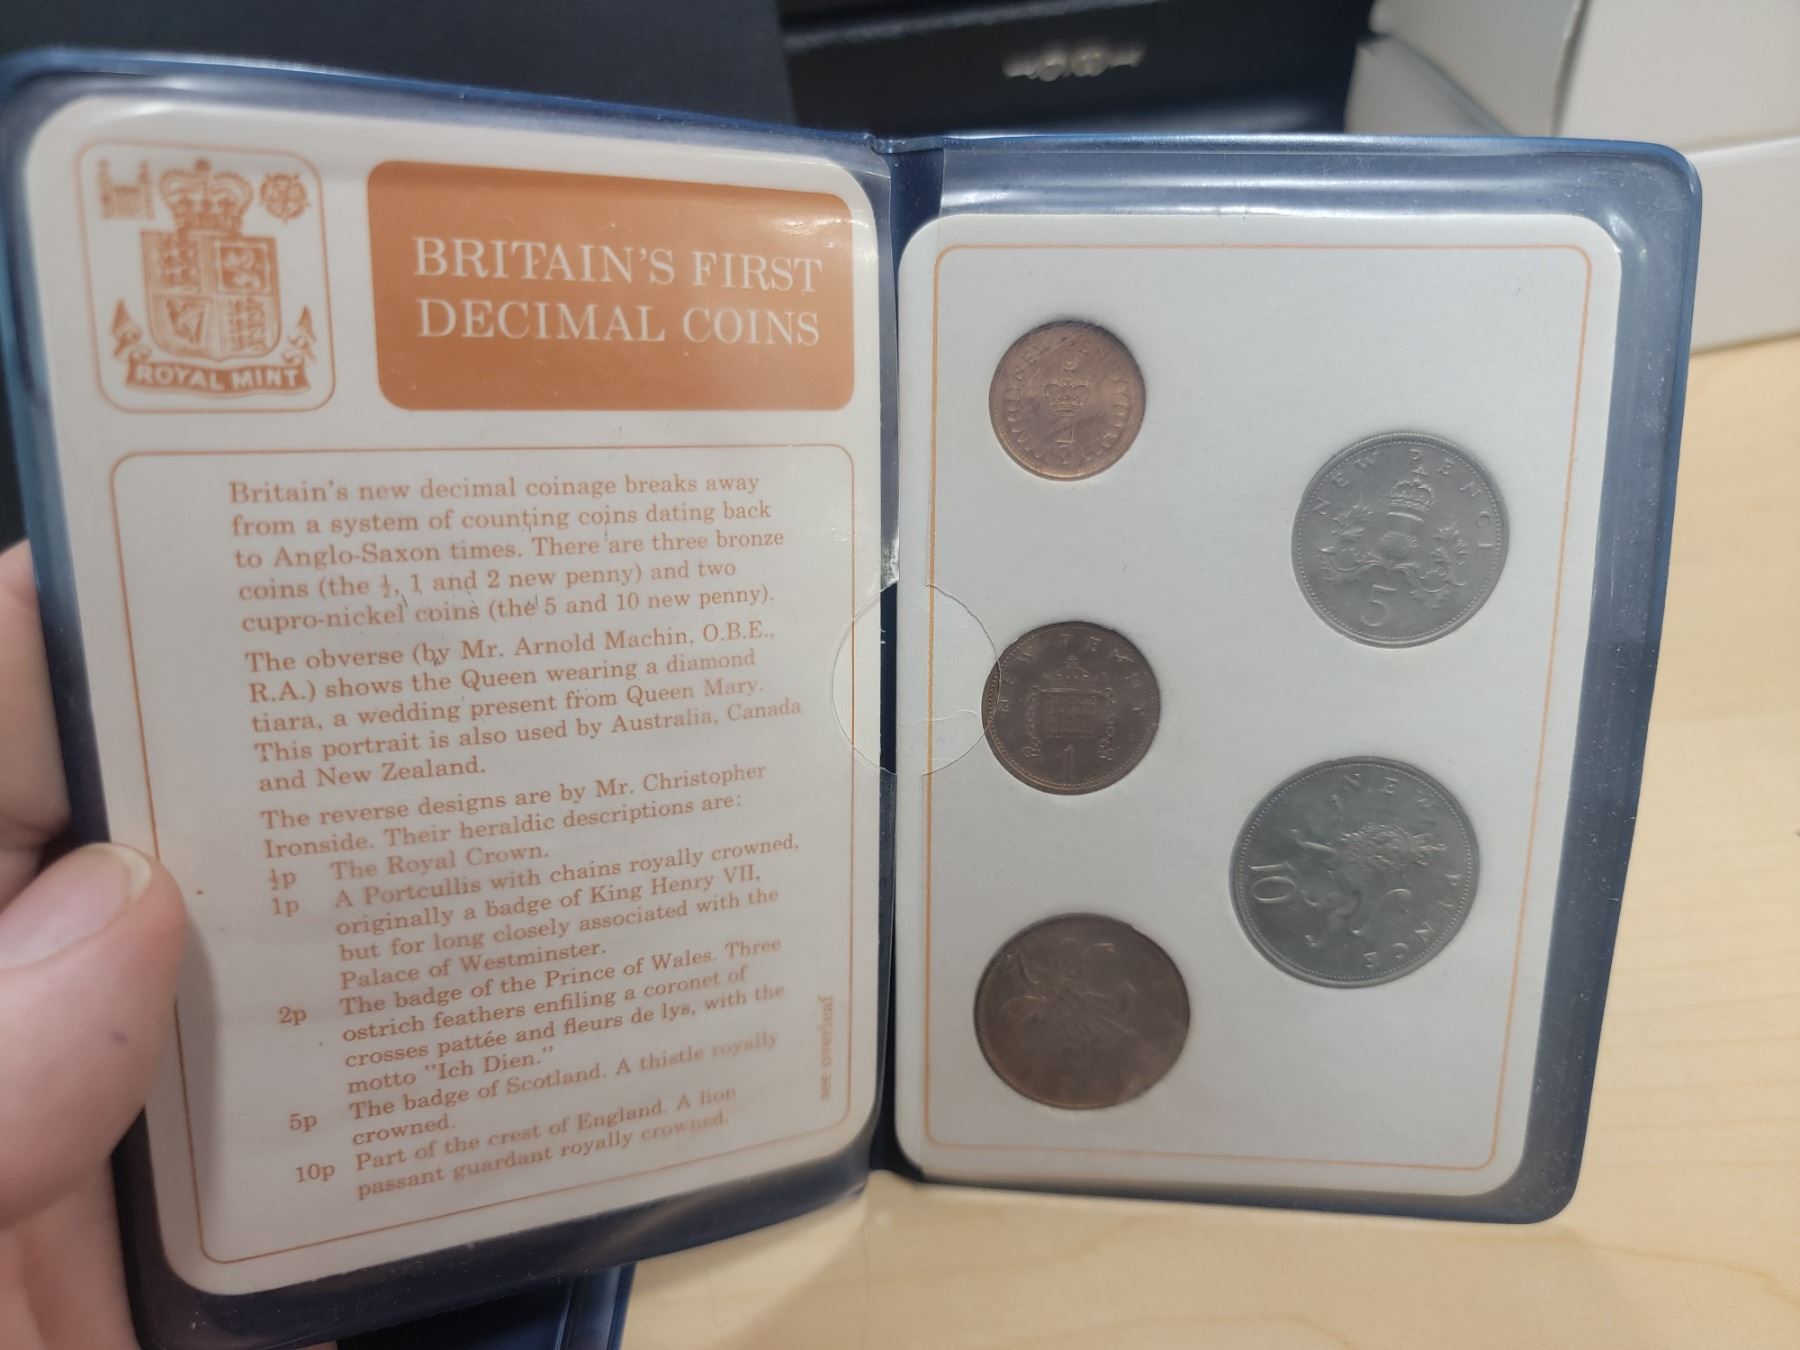 ROYAL MINT
BRITAIN'S FIRST
DECIMAL COINS
Britain's new decimal coinage breaks away
from a system of counting coins dating back
to Anglo-Saxon times. There are three bronze
coins (the ½, 1 and 2 new penny) and two
cupro-nickel coins (the 5 and 10 new penny).
The obverse (by Mr. Arnold Machin, O.B.E.,
R.A.) shows the Queen wearing a diamond
tiara, a wedding present from Queen Mary.
This portrait is also used by Australia, Canada
and New Zealand.
The reverse designs are by Mr. Christopher
Ironside. Their heraldic descriptions are:
½p The Royal Crown.
1p A Portcullis with chains royally crowned,
originally a badge of King Henry VII,
but for long closely associated with the
Palace of Westminster.
2p The badge of the Prince of Wales. Three
ostrich feathers enfiling a coronet of
crosses pattée and fleurs de lys, with the
motto "Ich Dien."
5p The badge of Scotland. A thistle royally
crowned.
10p Part of the crest of England. A lion
passant guardant royally crowned.
see overleaf
½
NEW PENCE
5
NEW PENNY
1
NEW PENCE
10